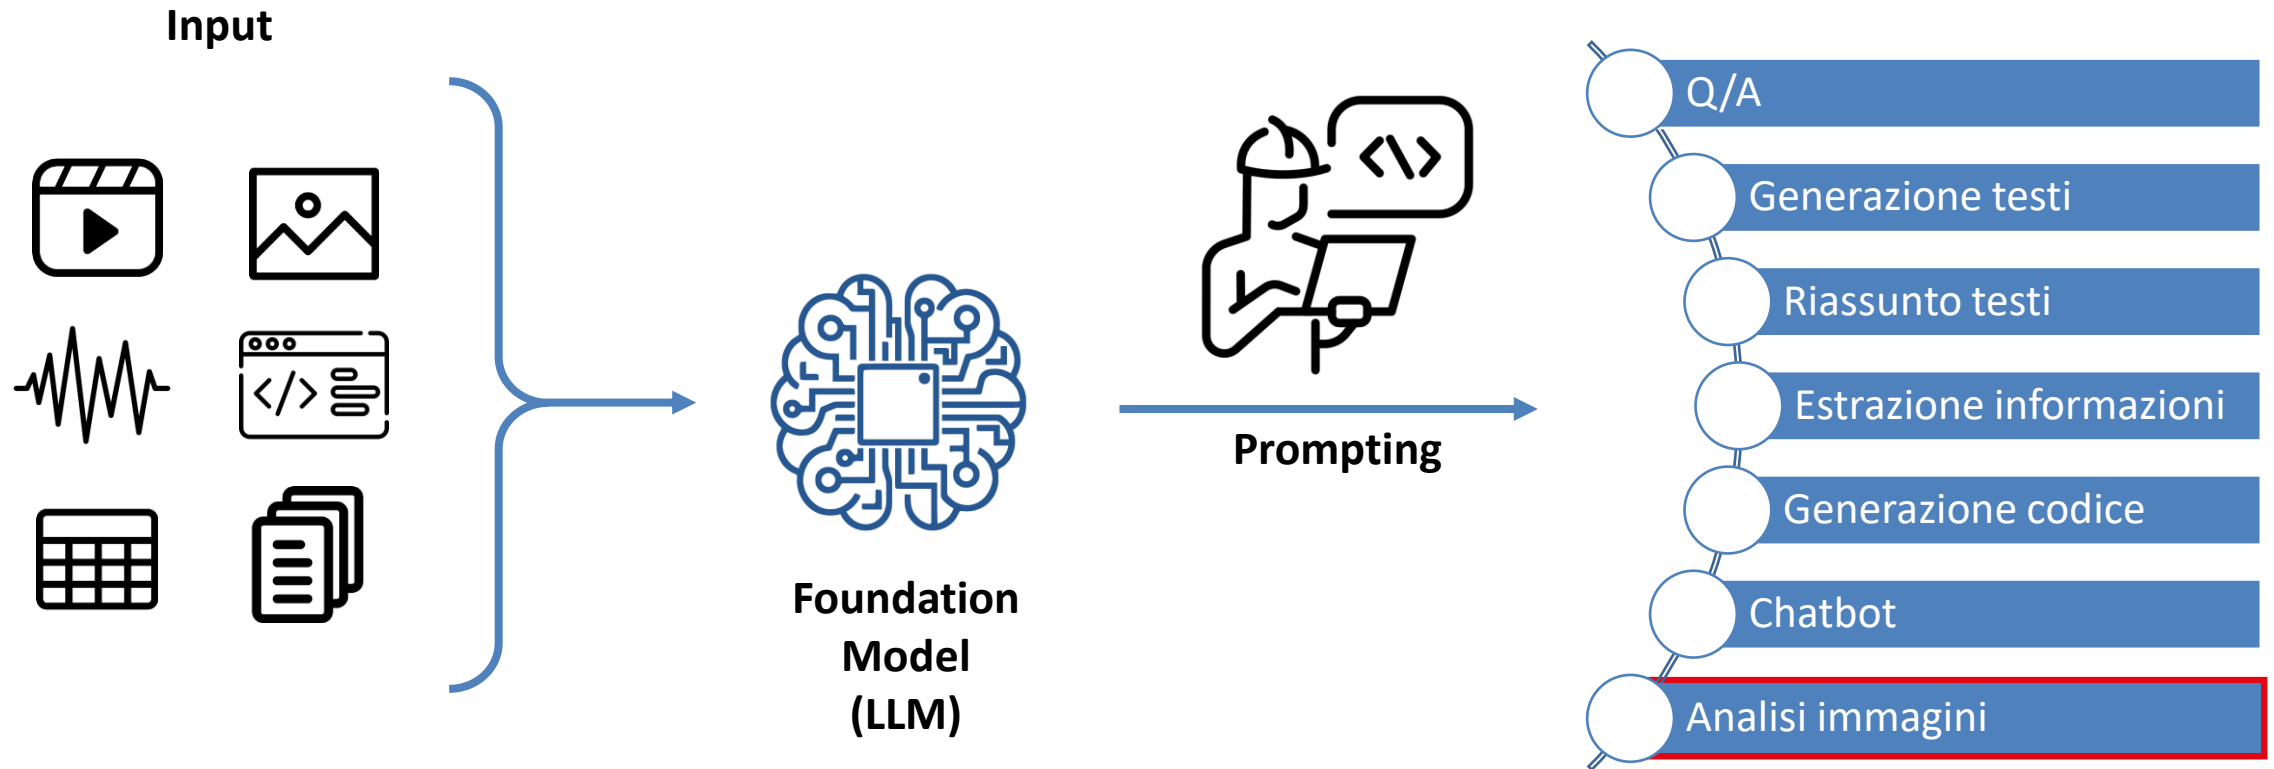 Input
Foundation
Model
(LLM)
Prompting
Q/A
Generazione testi
Riassunto testi
Estrazione informazioni
Generazione codice
Chatbot
Analisi immagini